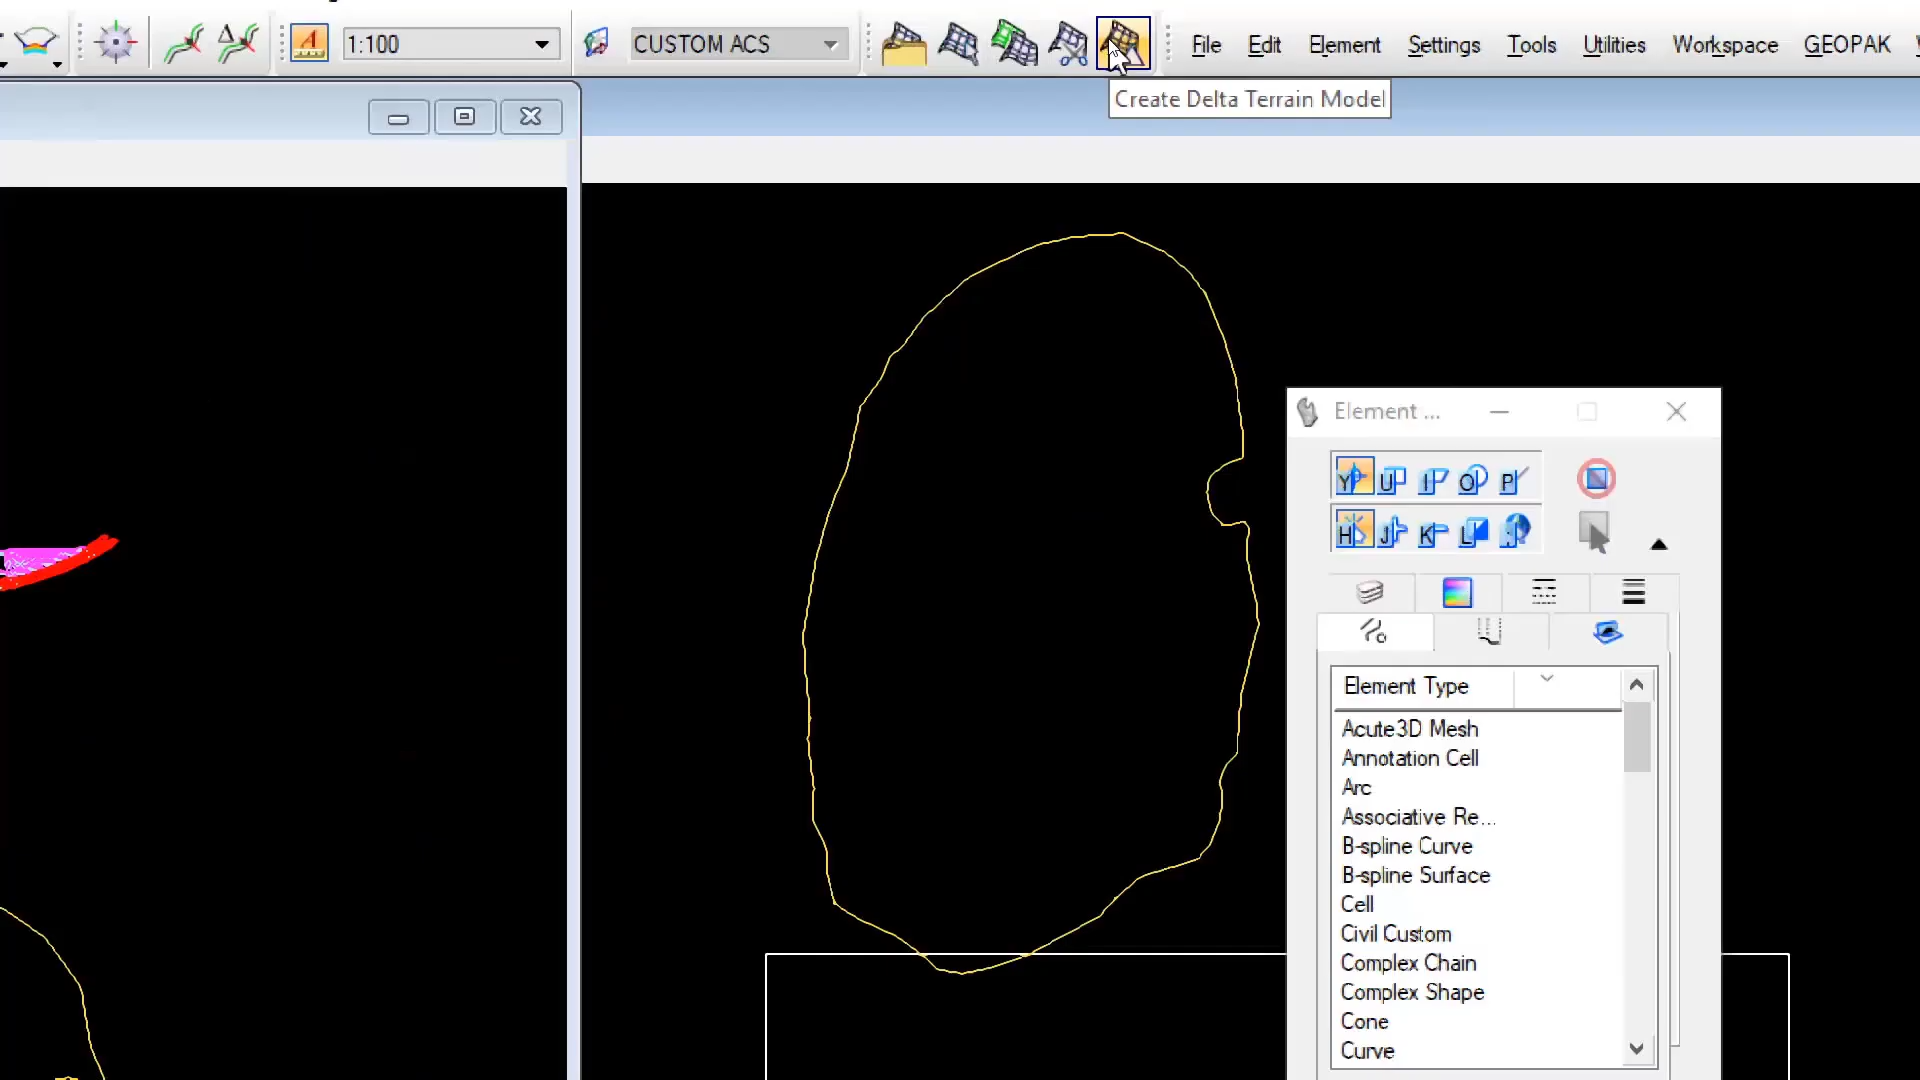 1:100
CUSTOM ACS
File Edit Element Settings Tools Utilities Workspace GEOPAK
Create Delta Terrain Model
Element ...
Y U I O P
H J K L
Element Type
Acute3D Mesh
Annotation Cell
Arc
Associative Re...
B-spline Curve
B-spline Surface
Cell
Civil Custom
Complex Chain
Complex Shape
Cone
Curve